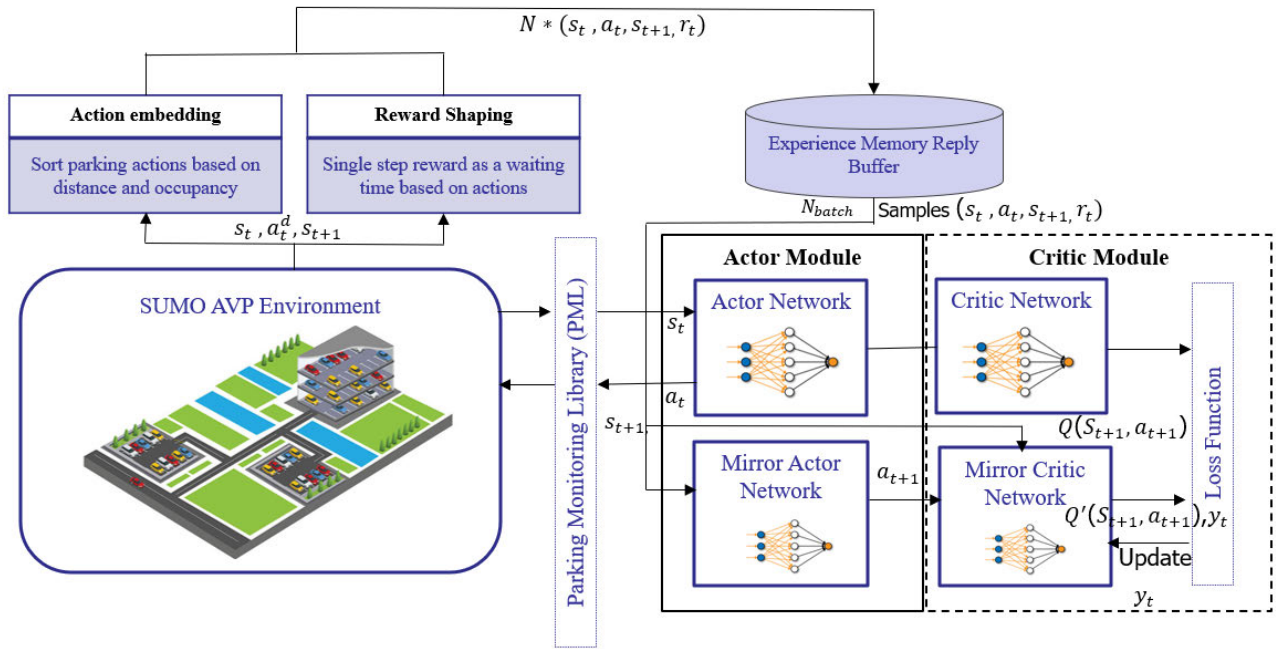 N * (s_t , a_t, s_{t+1}, r_t)
Action embedding
Sort parking actions based on
distance and occupancy
Reward Shaping
Single step reward as a waiting
time based on actions
Experience Memory Reply
Buffer
s_t , a_t^d, s_{t+1}
N_{batch} Samples (s_t , a_t, s_{t+1}, r_t)
SUMO AVP Environment
Parking Monitoring Library (PML)
Actor Module
Critic Module
Actor Network
Critic Network
s_t
a_t
s_{t+1},
Q(S_{t+1}, a_{t+1})
Mirror Actor
Network
a_{t+1}
Mirror Critic
Network
Q'(S_{t+1}, a_{t+1}), y_t
Update
y_t
Loss Function